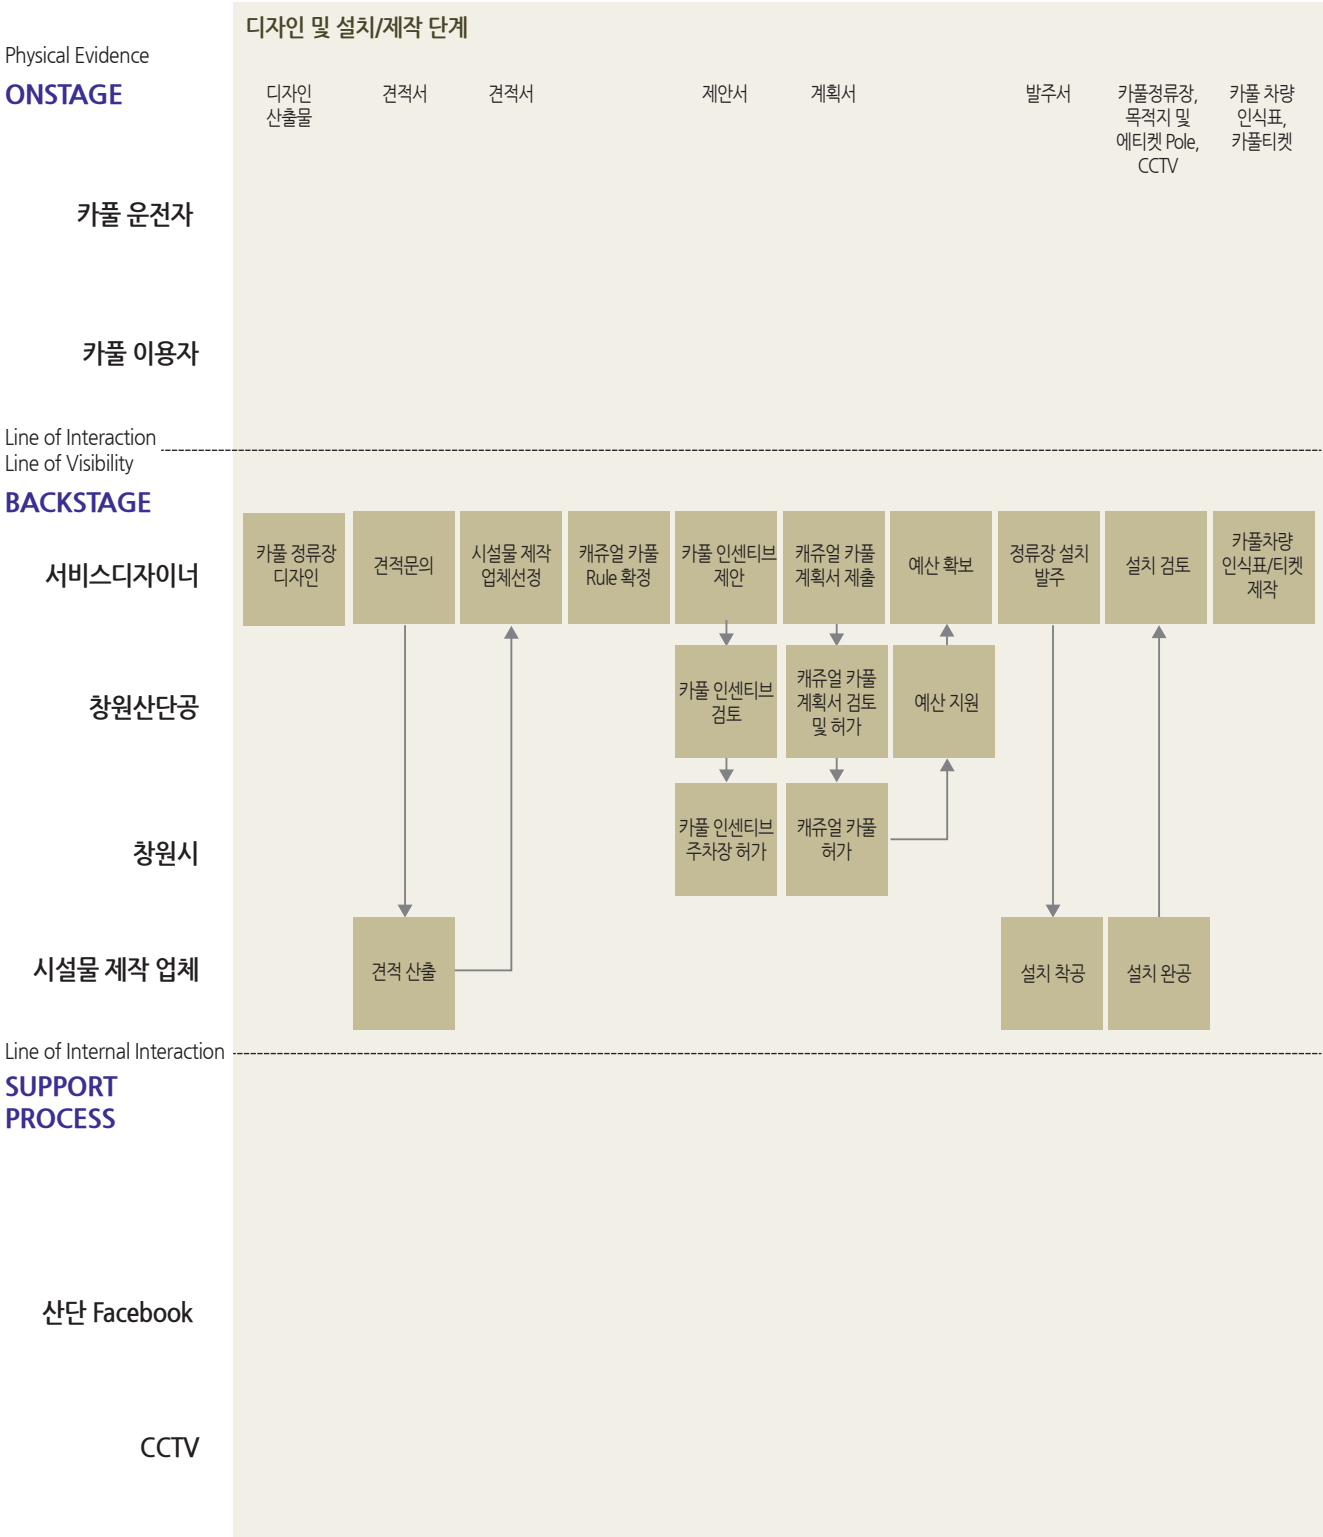 디자인 및 설치/제작 단계
Physical Evidence
ONSTAGE
디자인
산출물
견적서
견적서
제안서
계획서
발주서
카풀정류장,
목적지 및
에티켓 Pole,
CCTV
카풀 차량
인식표,
카풀티켓
카풀 운전자
카풀 이용자
Line of Interaction
Line of Visibility
BACKSTAGE
서비스디자이너
카풀 정류장
디자인
견적문의
시설물 제작
업체선정
캐쥬얼 카풀
Rule 확정
카풀 인센티브
제안
캐쥬얼 카풀
계획서 제출
예산 확보
정류장 설치
발주
설치 검토
카풀차량
인식표/티켓
제작
창원산단공
카풀 인센티브
검토
캐쥬얼 카풀
계획서 검토
및 허가
예산 지원
창원시
카풀 인센티브
주차장 허가
캐쥬얼 카풀
허가
시설물 제작 업체
견적 산출
설치 착공
설치 완공
Line of Internal Interaction
SUPPORT
PROCESS
산단 Facebook
CCTV